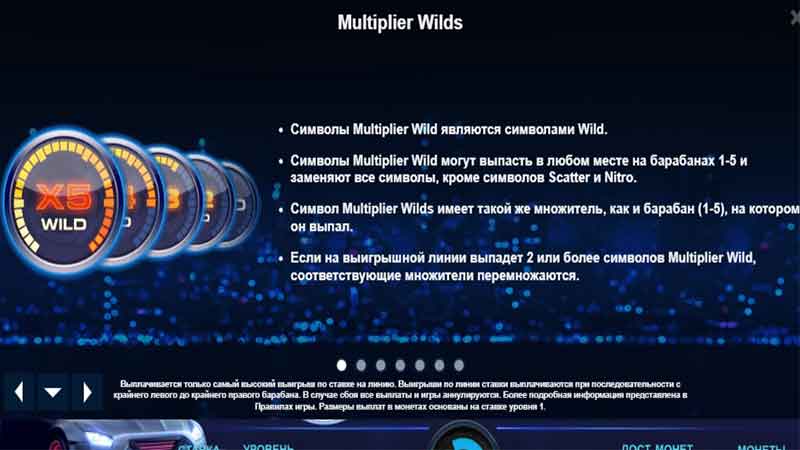 Multiplier Wilds
• Символы Multiplier Wild являются символами Wild.
• Символы Multiplier Wild могут выпасть в любом месте на барабанах 1-5 и
заменяют все символы, кроме символов Scatter и Nitro.
• Символ Multiplier Wilds имеет такой же множитель, как и барабан (1-5), на котором
он выпал.
• Если на выигрышной линии выпадет 2 или более символов Multiplier Wild,
соответствующие множители перемножаются.
X5
WILD
Выплачивается только самый высокий выигрыш по ставке на линию. Выигрыши по линии ставки выплачиваются при последовательности с
крайнего левого до крайнего правого барабана. В случае сбоя все выплаты и игры аннулируются. Более подробная информация представлена в
Правилах игры. Размеры выплат в монетах основаны на ставке уровня 1.
СТАВКА УРОВЕНЬ ДОСТ. МОНЕТ МОНЕТЫ